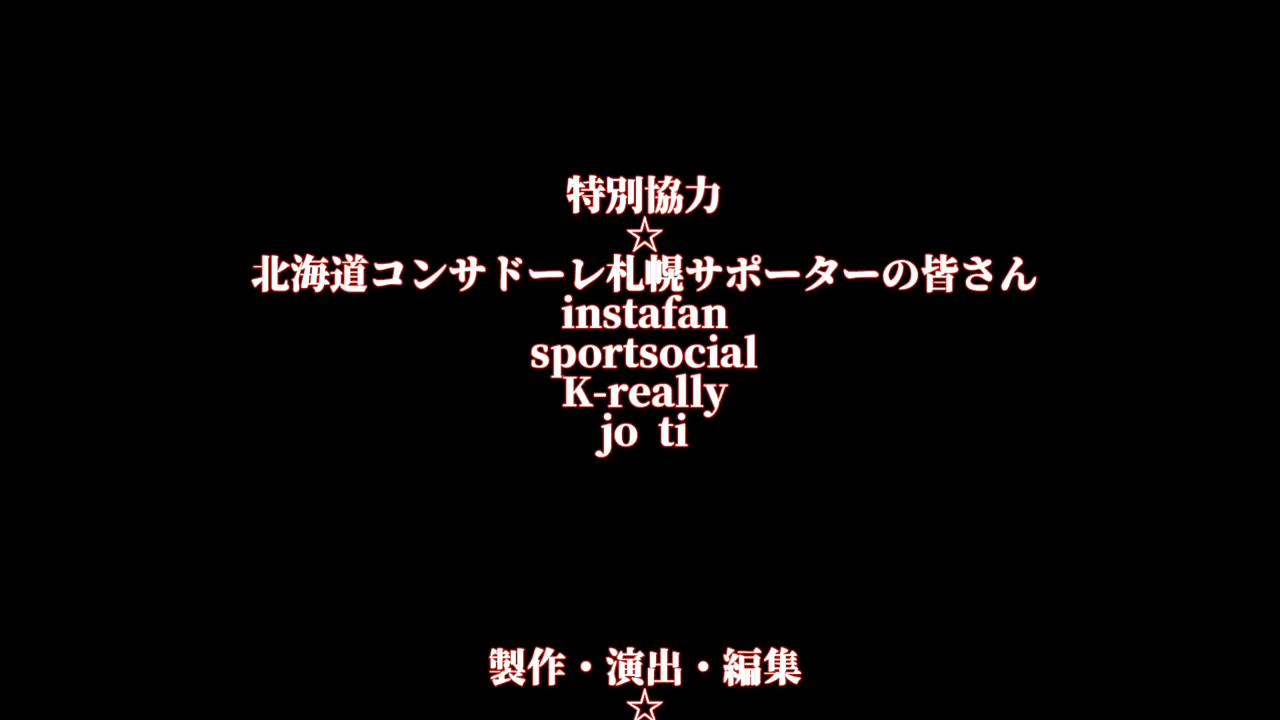 特別協力
☆
北海道コンサドーレ札幌サポーターの皆さん
instafan
sportsocial
K-really
jo  ti
製作・演出・編集
☆